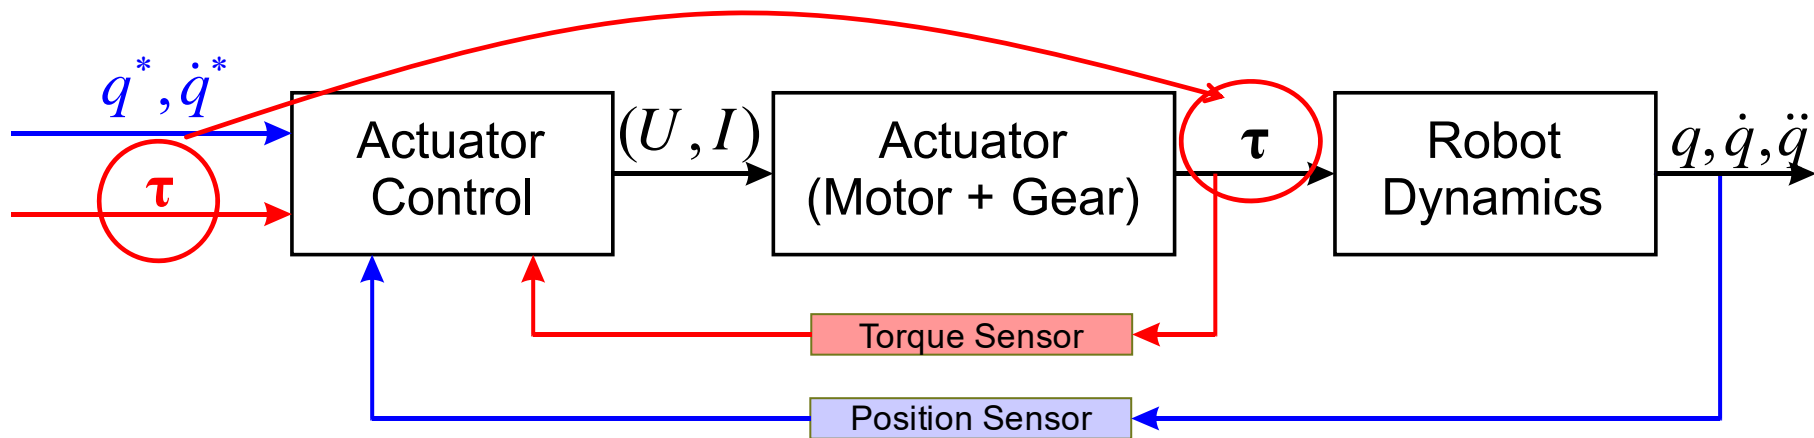 q*, q̇*
τ
Actuator
Control
(U, I)
Actuator
(Motor + Gear)
τ
Robot
Dynamics
q, q̇, q̈
Torque Sensor
Position Sensor